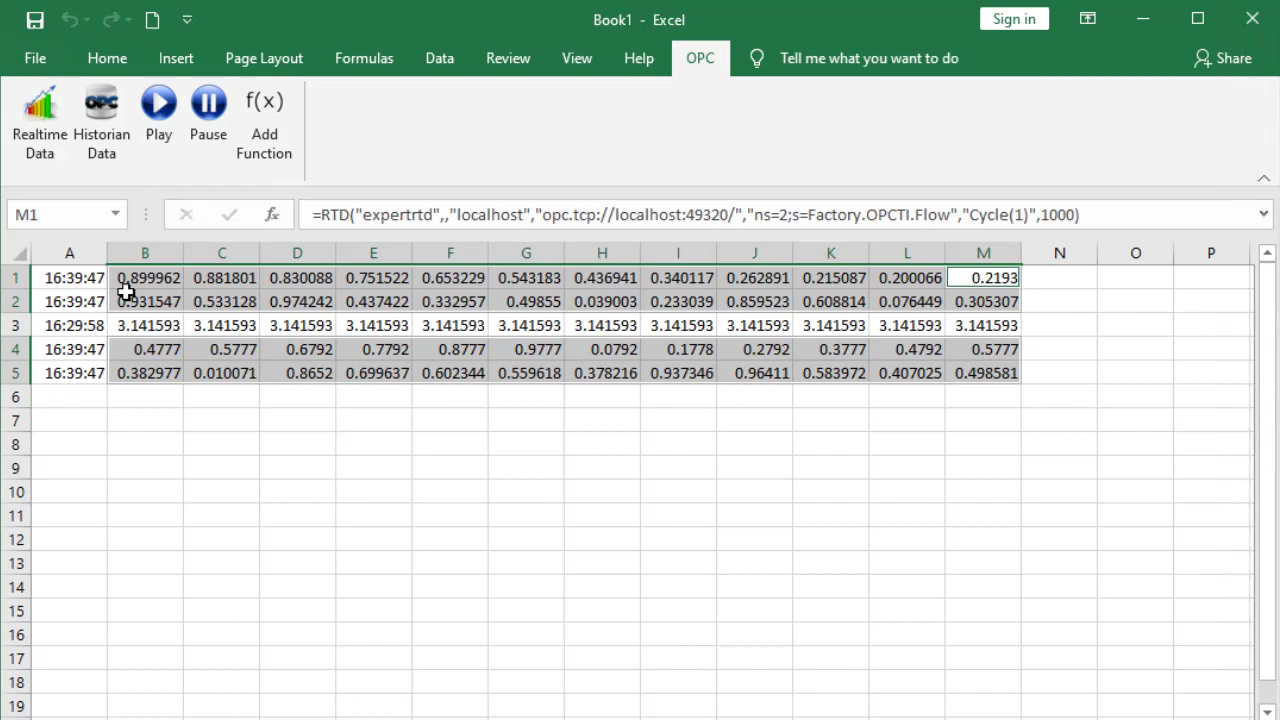 Book1 - Excel
Sign in
File Home Insert Page Layout Formulas Data Review View Help OPC Tell me what you want to do Share
OPC
Realtime Data
Historian Data
Play
Pause
f(x)
Add Function
M1 fx =RTD("expertrtd",,"localhost","opc.tcp://localhost:49320/","ns=2;s=Factory.OPCTI.Flow","Cycle(1)",1000)
A B C D E F G H I J K L M N O P
1 16:39:47 0.899962 0.881801 0.830088 0.751522 0.653229 0.543183 0.436941 0.340117 0.262891 0.215087 0.200066 0.2193
2 16:39:47 0.931547 0.533128 0.974242 0.437422 0.332957 0.49855 0.039003 0.233039 0.859523 0.608814 0.076449 0.305307
3 16:29:58 3.141593 3.141593 3.141593 3.141593 3.141593 3.141593 3.141593 3.141593 3.141593 3.141593 3.141593 3.141593
4 16:39:47 0.4777 0.5777 0.6792 0.7792 0.8777 0.9777 0.0792 0.1778 0.2792 0.3777 0.4792 0.5777
5 16:39:47 0.382977 0.010071 0.8652 0.699637 0.602344 0.559618 0.378216 0.937346 0.96411 0.583972 0.407025 0.498581
6
7
8
9
10
11
12
13
14
15
16
17
18
19